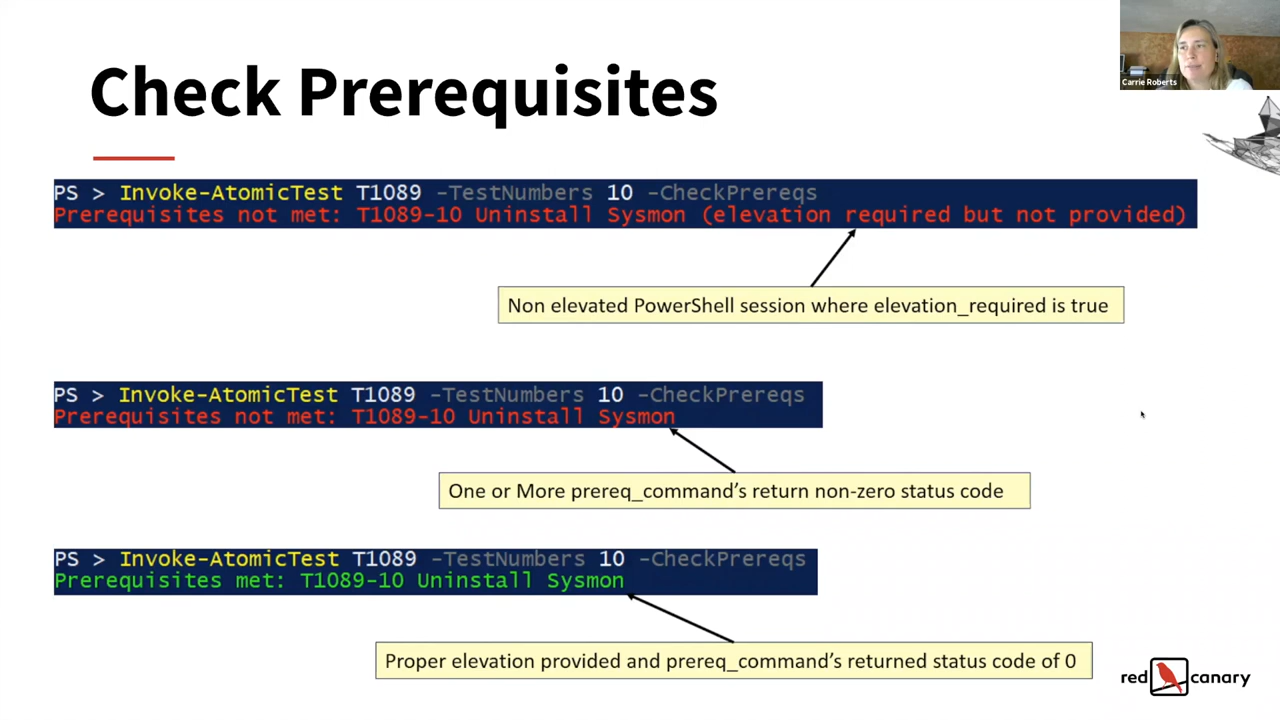 Carrie Roberts
Check Prerequisites
PS > Invoke-AtomicTest T1089 -TestNumbers 10 -CheckPrereqs
Prerequisites not met: T1089-10 Uninstall Sysmon (elevation required but not provided)
Non elevated PowerShell session where elevation_required is true
PS > Invoke-AtomicTest T1089 -TestNumbers 10 -CheckPrereqs
Prerequisites not met: T1089-10 Uninstall Sysmon
One or More prereq_command’s return non-zero status code
PS > Invoke-AtomicTest T1089 -TestNumbers 10 -CheckPrereqs
Prerequisites met: T1089-10 Uninstall Sysmon
Proper elevation provided and prereq_command’s returned status code of 0
red canary